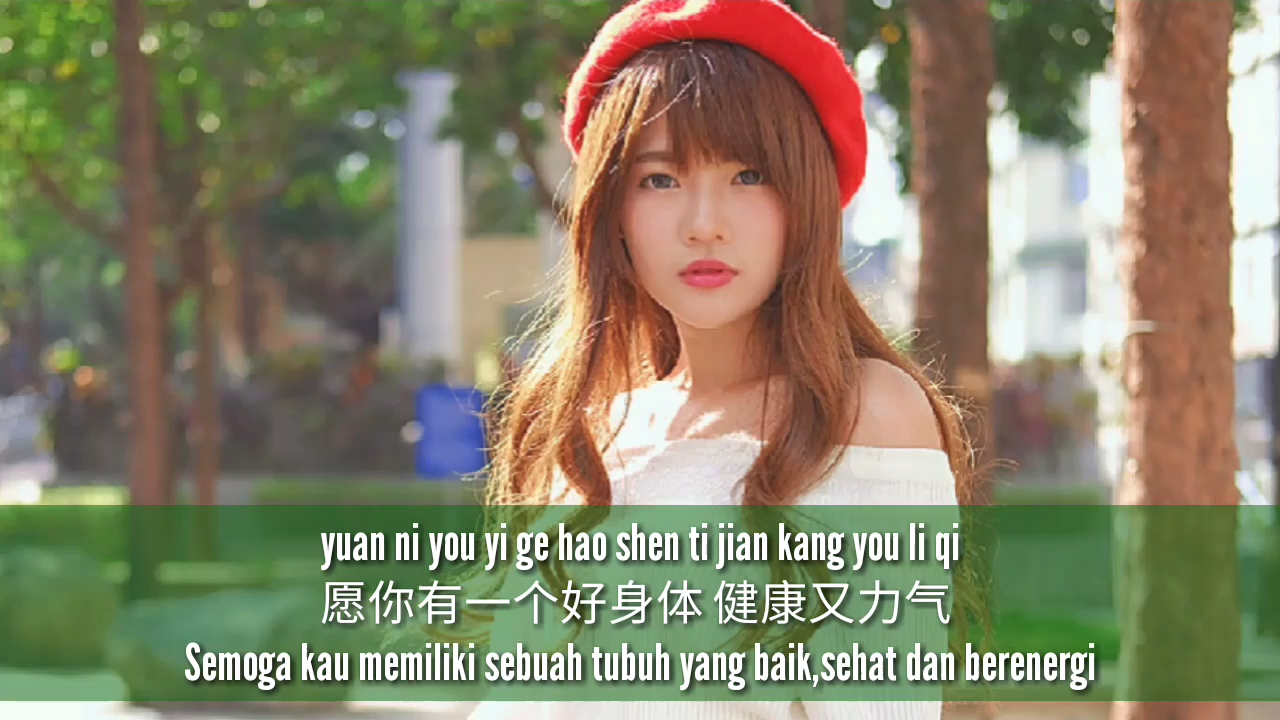 yuan ni you yi ge hao shen ti jian kang you li qi
愿你有一个好身体 健康又力气
Semoga kau memiliki sebuah tubuh yang baik,sehat dan berenergi